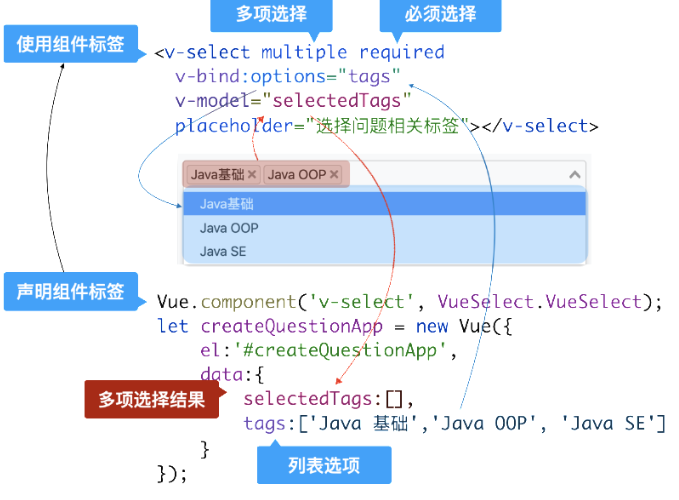 多项选择
必须选择
使用组件标签
<v-select multiple required
v-bind:options="tags"
v-model="selectedTags"
placeholder="选择问题相关标签"></v-select>
Java基础 × Java OOP ×
Java基础
Java OOP
Java SE
声明组件标签
Vue.component('v-select', VueSelect.VueSelect);
let createQuestionApp = new Vue({
el:'#createQuestionApp',
data:{
多项选择结果
selectedTags:[],
tags:['Java 基础','Java OOP', 'Java SE']
}
列表选项
});